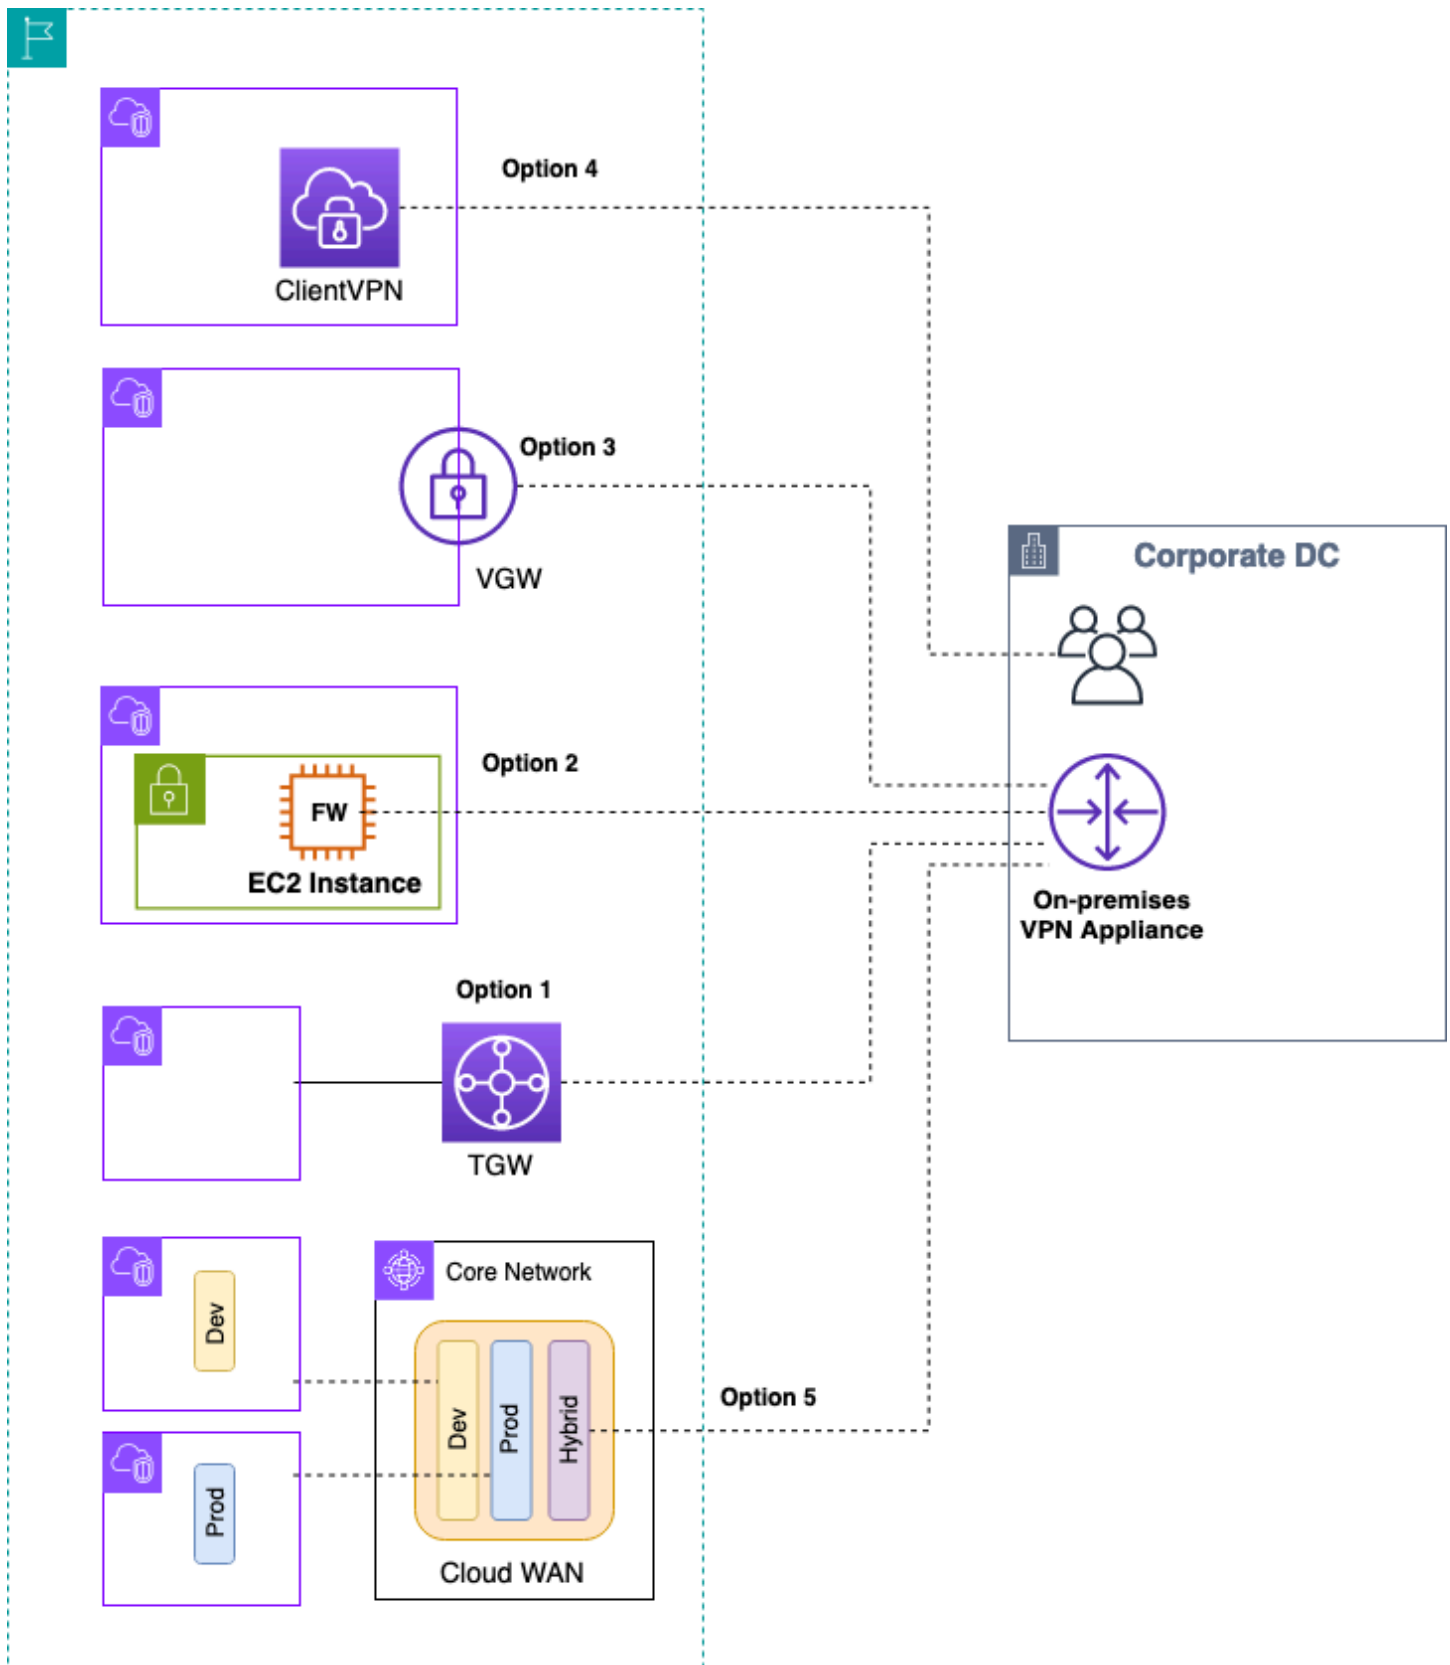 Option 4
ClientVPN
Option 3
VGW
Corporate DC
Option 2
FW
EC2 Instance
On-premises
VPN Appliance
Option 1
TGW
Core Network
Dev
Dev
Prod
Hybrid
Option 5
Prod
Cloud WAN